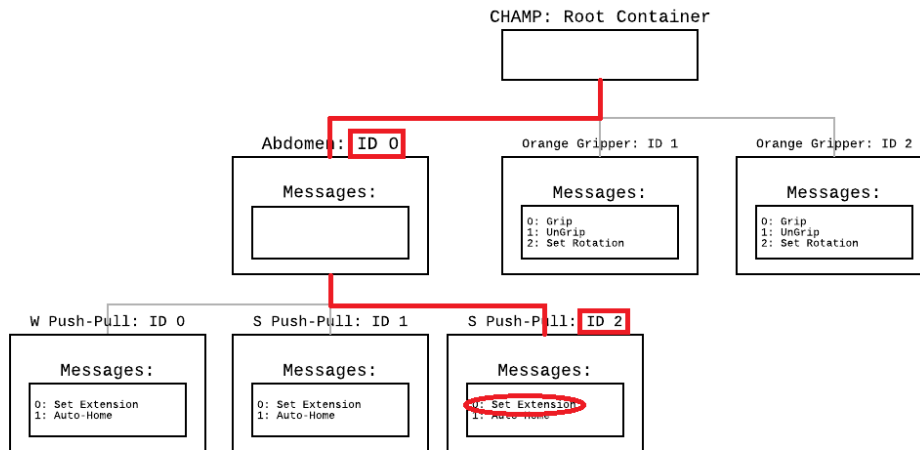 CHAMP: Root Container
Abdomen: ID 0
Orange Gripper: ID 1
Orange Gripper: ID 2
Messages:
Messages:
0: Grip
1: UnGrip
2: Set Rotation
Messages:
0: Grip
1: UnGrip
2: Set Rotation
W Push-Pull: ID 0
S Push-Pull: ID 1
S Push-Pull: ID 2
Messages:
0: Set Extension
1: Auto-Home
Messages:
0: Set Extension
1: Auto-Home
Messages:
0: Set Extension
1: Auto-Home